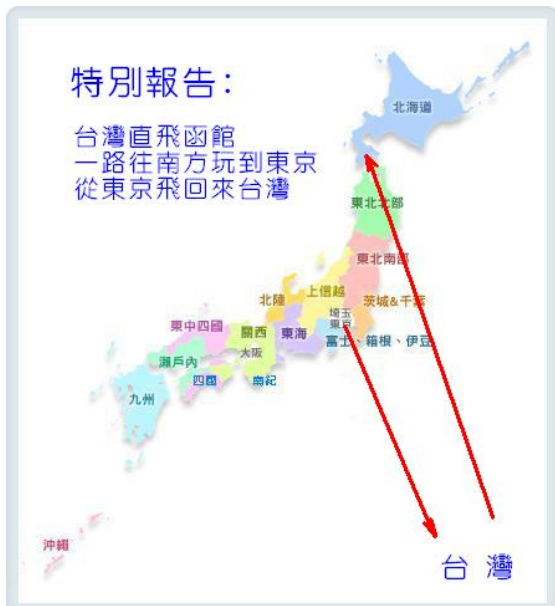 特別報告：
台灣直飛函館
一路往南方玩到東京
從東京飛回來台灣
北海道
東北北部
東北南部
上信越
北陸
茨城&千葉
埼玉
東京
東中四國
關西
東海
富士、箱根、伊豆
大阪
瀨戶內
四國
南紀
九州
沖繩
台灣